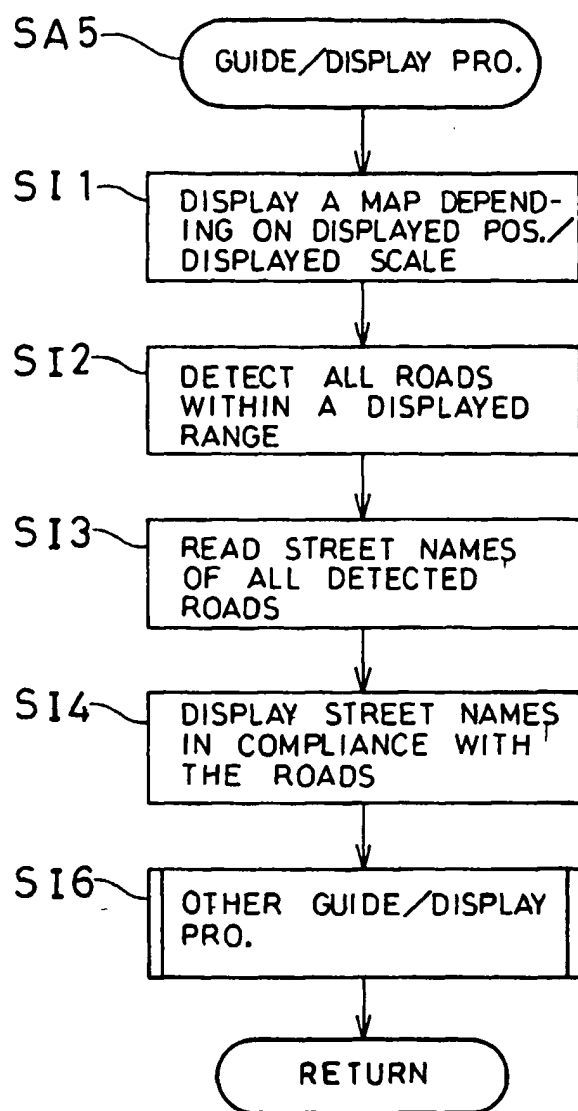 SA5
GUIDE/DISPLAY PRO.
SI1
DISPLAY A MAP DEPEND-
ING ON DISPLAYED POS./
DISPLAYED SCALE
SI2
DETECT ALL ROADS
WITHIN A DISPLAYED
RANGE
SI3
READ STREET NAMES
OF ALL DETECTED
ROADS
SI4
DISPLAY STREET NAMES
IN COMPLIANCE WITH
THE ROADS
SI6
OTHER GUIDE/DISPLAY
PRO.
RETURN